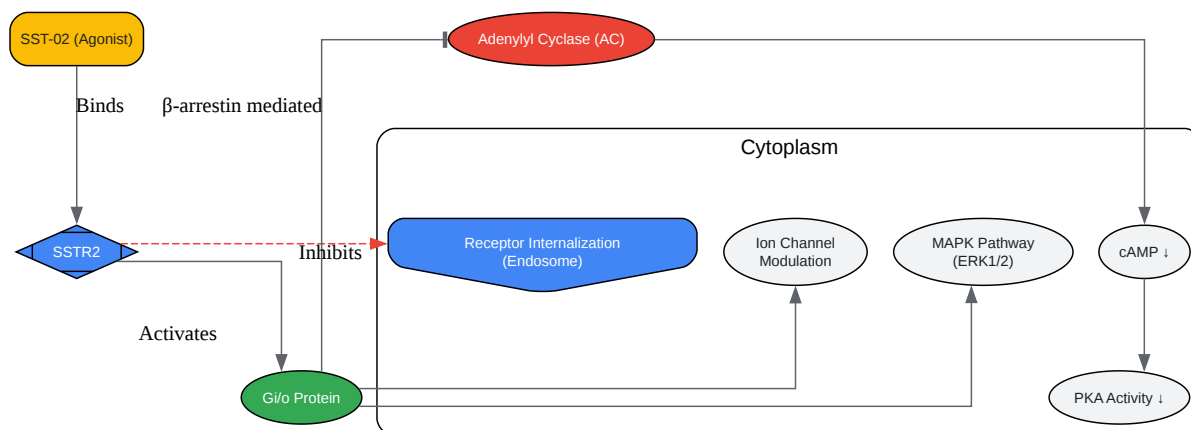 SST-02 (Agonist)
Adenylyl Cyclase (AC)
Binds
β-arrestin mediated
Cytoplasm
SSTR2
Inhibits
Receptor Internalization
(Endosome)
Ion Channel
Modulation
MAPK Pathway
(ERK1/2)
cAMP ↓
Activates
Gi/o Protein
PKA Activity ↓